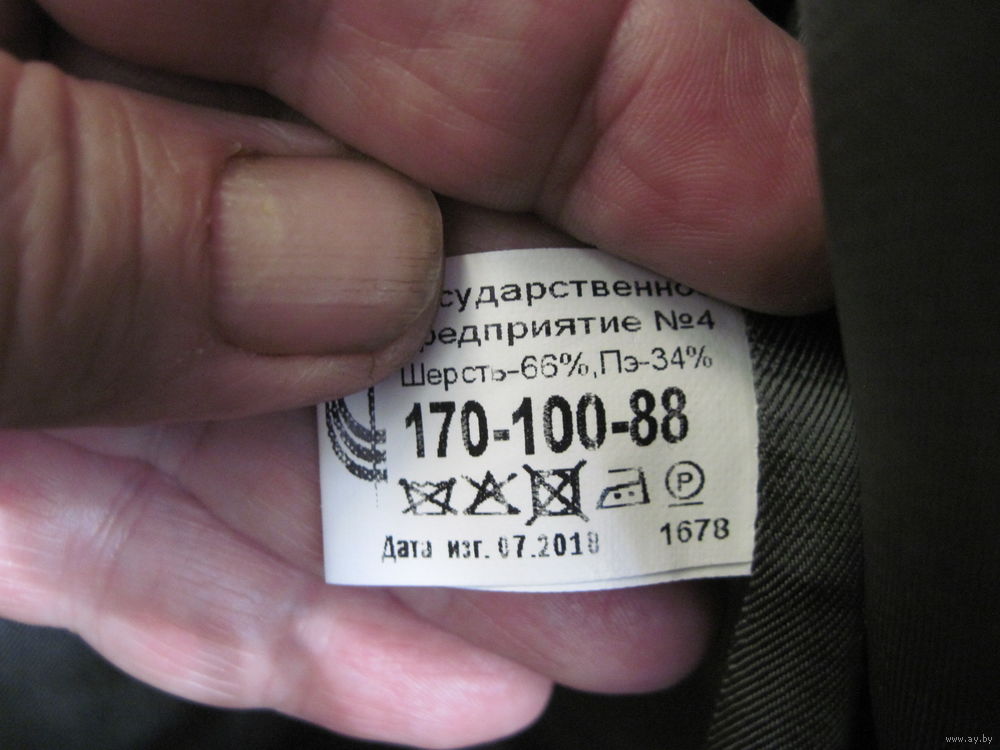 сударственно
редприятие №4
Шерсть-66%,Пэ-34%
170-100-88
P
Дата изг. 07.2018
1678
www.ay.by